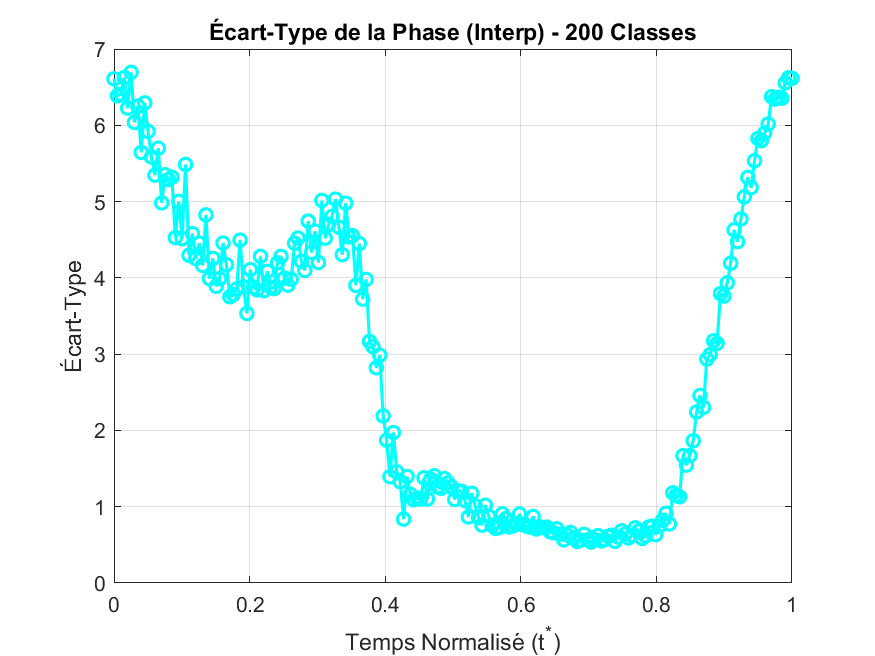 Écart-Type de la Phase (Interp) - 200 Classes
7
6
5
4
3
2
1
0
Écart-Type
0 0.2 0.4 0.6 0.8 1
Temps Normalisé (t*)